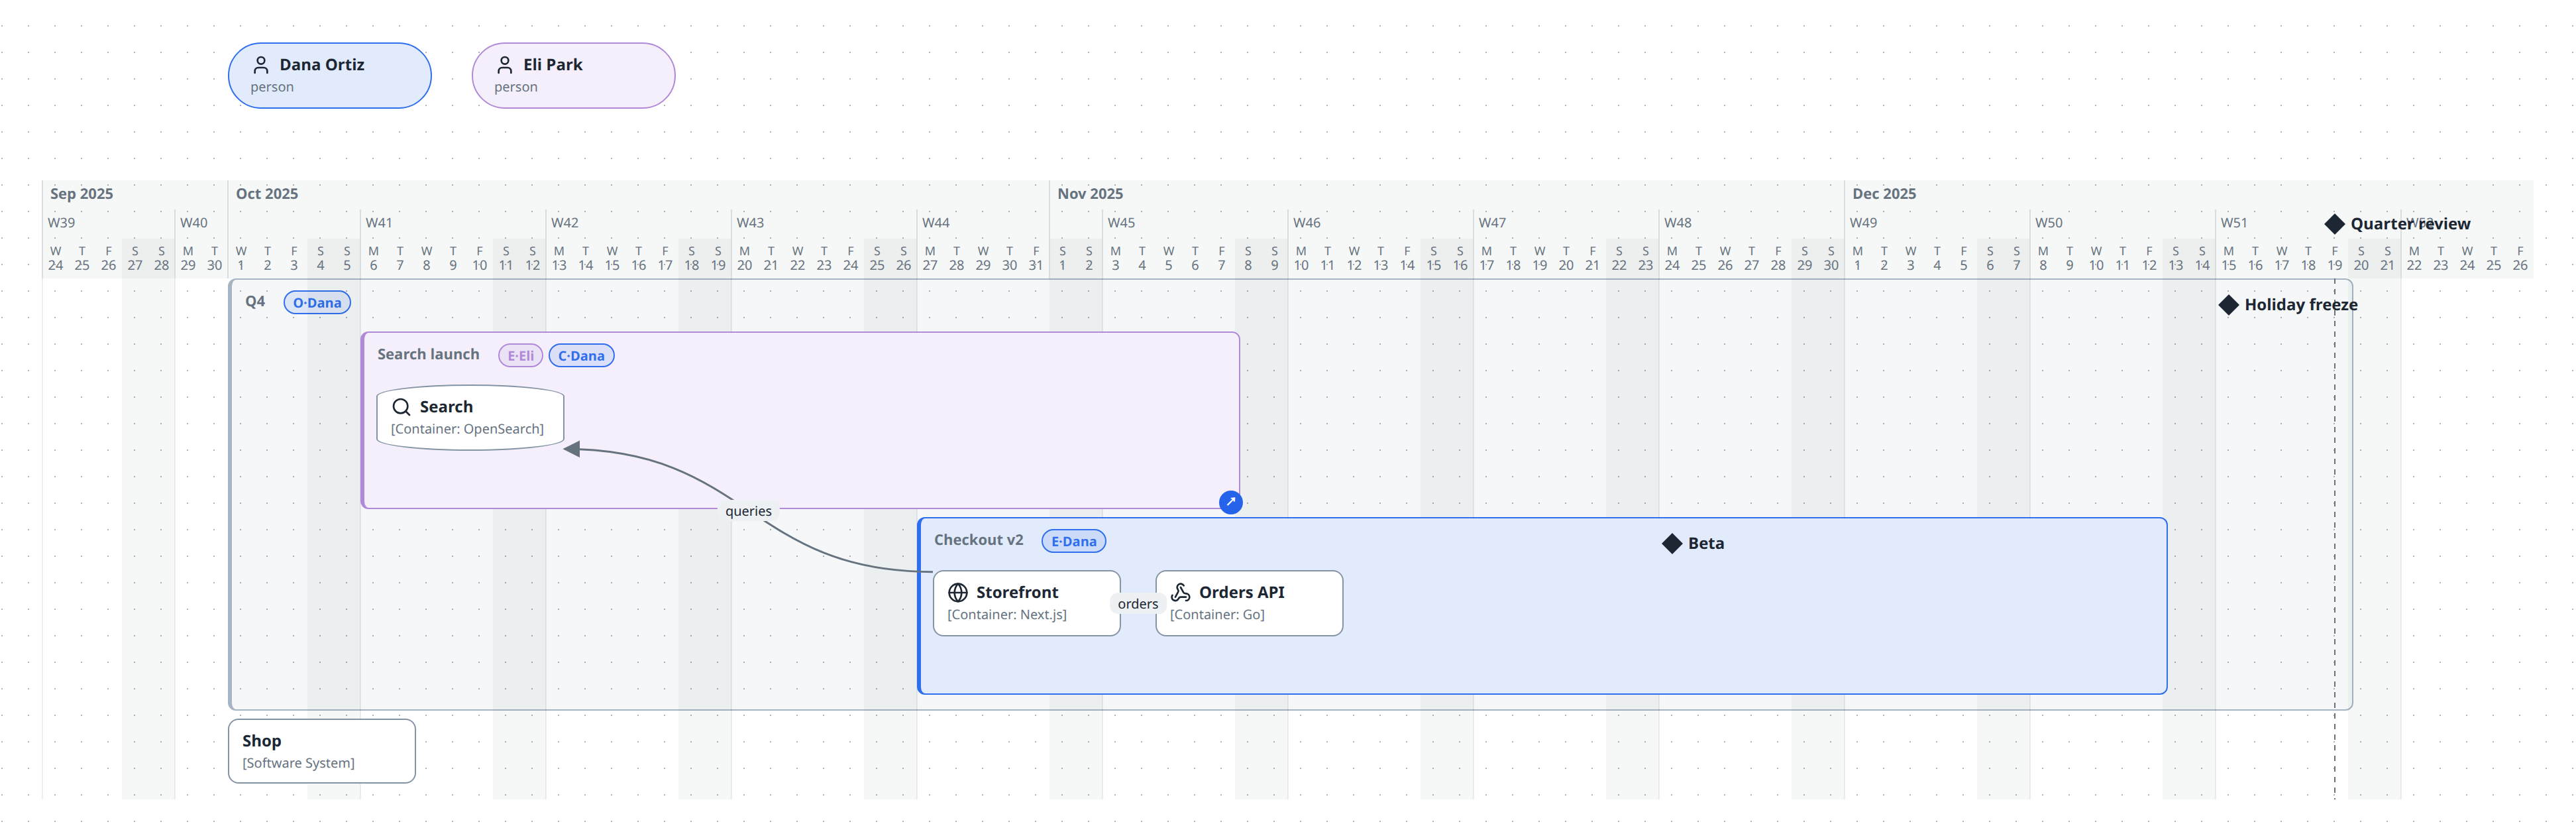 Dana Ortiz
person
Eli Park
person
Sep 2025 Oct 2025 Nov 2025 Dec 2025
W39 W40 W41 W42 W43 W44 W45 W46 W47 W48 W49 W50 W51 Quarter review
W T F S S M T W T F S S M T W T F S S M T W T F S S M T W T F S S M T W T F S S M T W T F S S M T W T F S S M T W T F S S M T W T F S S M T W T F S S M T W T F S S M T W T F S S M T W T F S S M T W T F
24 25 26 27 28 29 30 1 2 3 4 5 6 7 8 9 10 11 12 13 14 15 16 17 18 19 20 21 22 23 24 25 26 27 28 29 30 31 1 2 3 4 5 6 7 8 9 10 11 12 13 14 15 16 17 18 19 20 21 22 23 24 25 26 27 28 29 30 1 2 3 4 5 6 7 8 9 10 11 12 13 14 15 16 17 18 19 20 21 22 23 24 25 26
Q4 O·Dana
Holiday freeze
Search launch E·Eli C·Dana
Search
[Container: OpenSearch]
queries
Checkout v2 E·Dana
Beta
Storefront
[Container: Next.js]
orders
Orders API
[Container: Go]
Shop
[Software System]